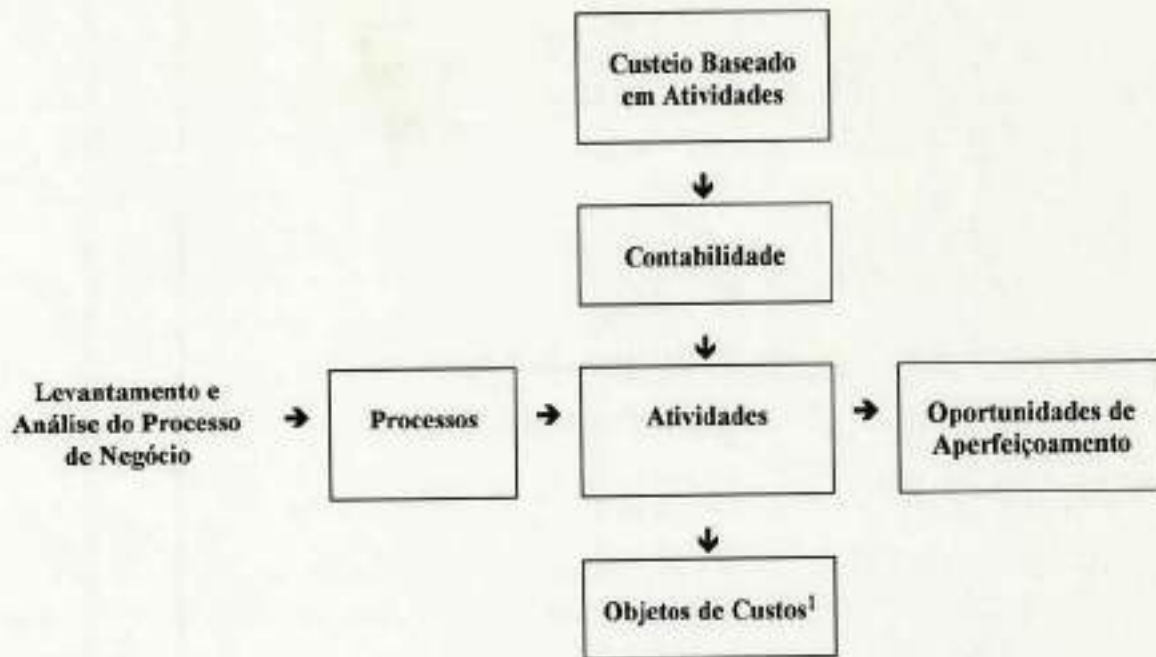 Custeio Baseado
em Atividades
Contabilidade
Levantamento e
Análise do Processo
de Negócio
Processos
Atividades
Oportunidades de
Aperfeiçoamento
Objetos de Custos¹